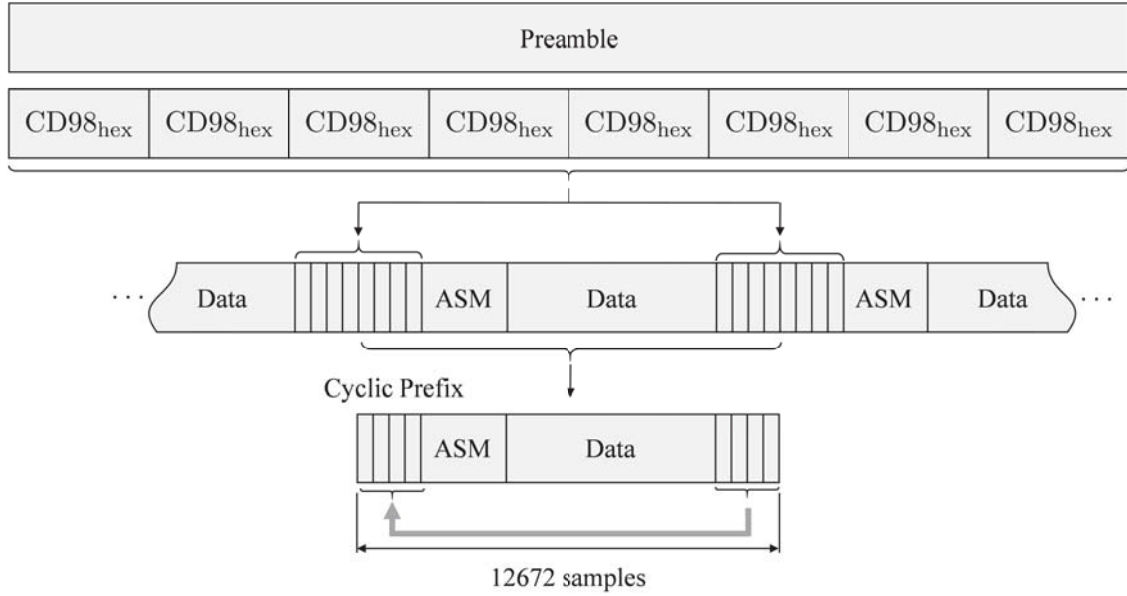 Preamble
CD98hex CD98hex CD98hex CD98hex CD98hex CD98hex CD98hex CD98hex
··· Data ASM Data ASM Data ···
Cyclic Prefix
ASM Data
12672 samples